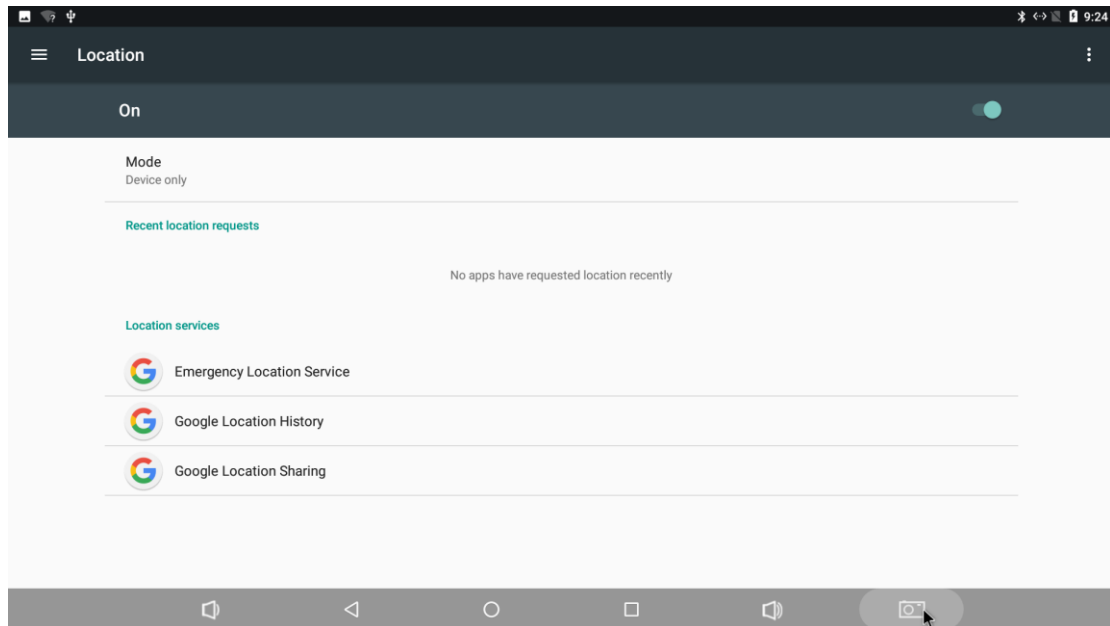 9:24
Location
On
Mode
Device only
Recent location requests
No apps have requested location recently
Location services
Emergency Location Service
Google Location History
Google Location Sharing